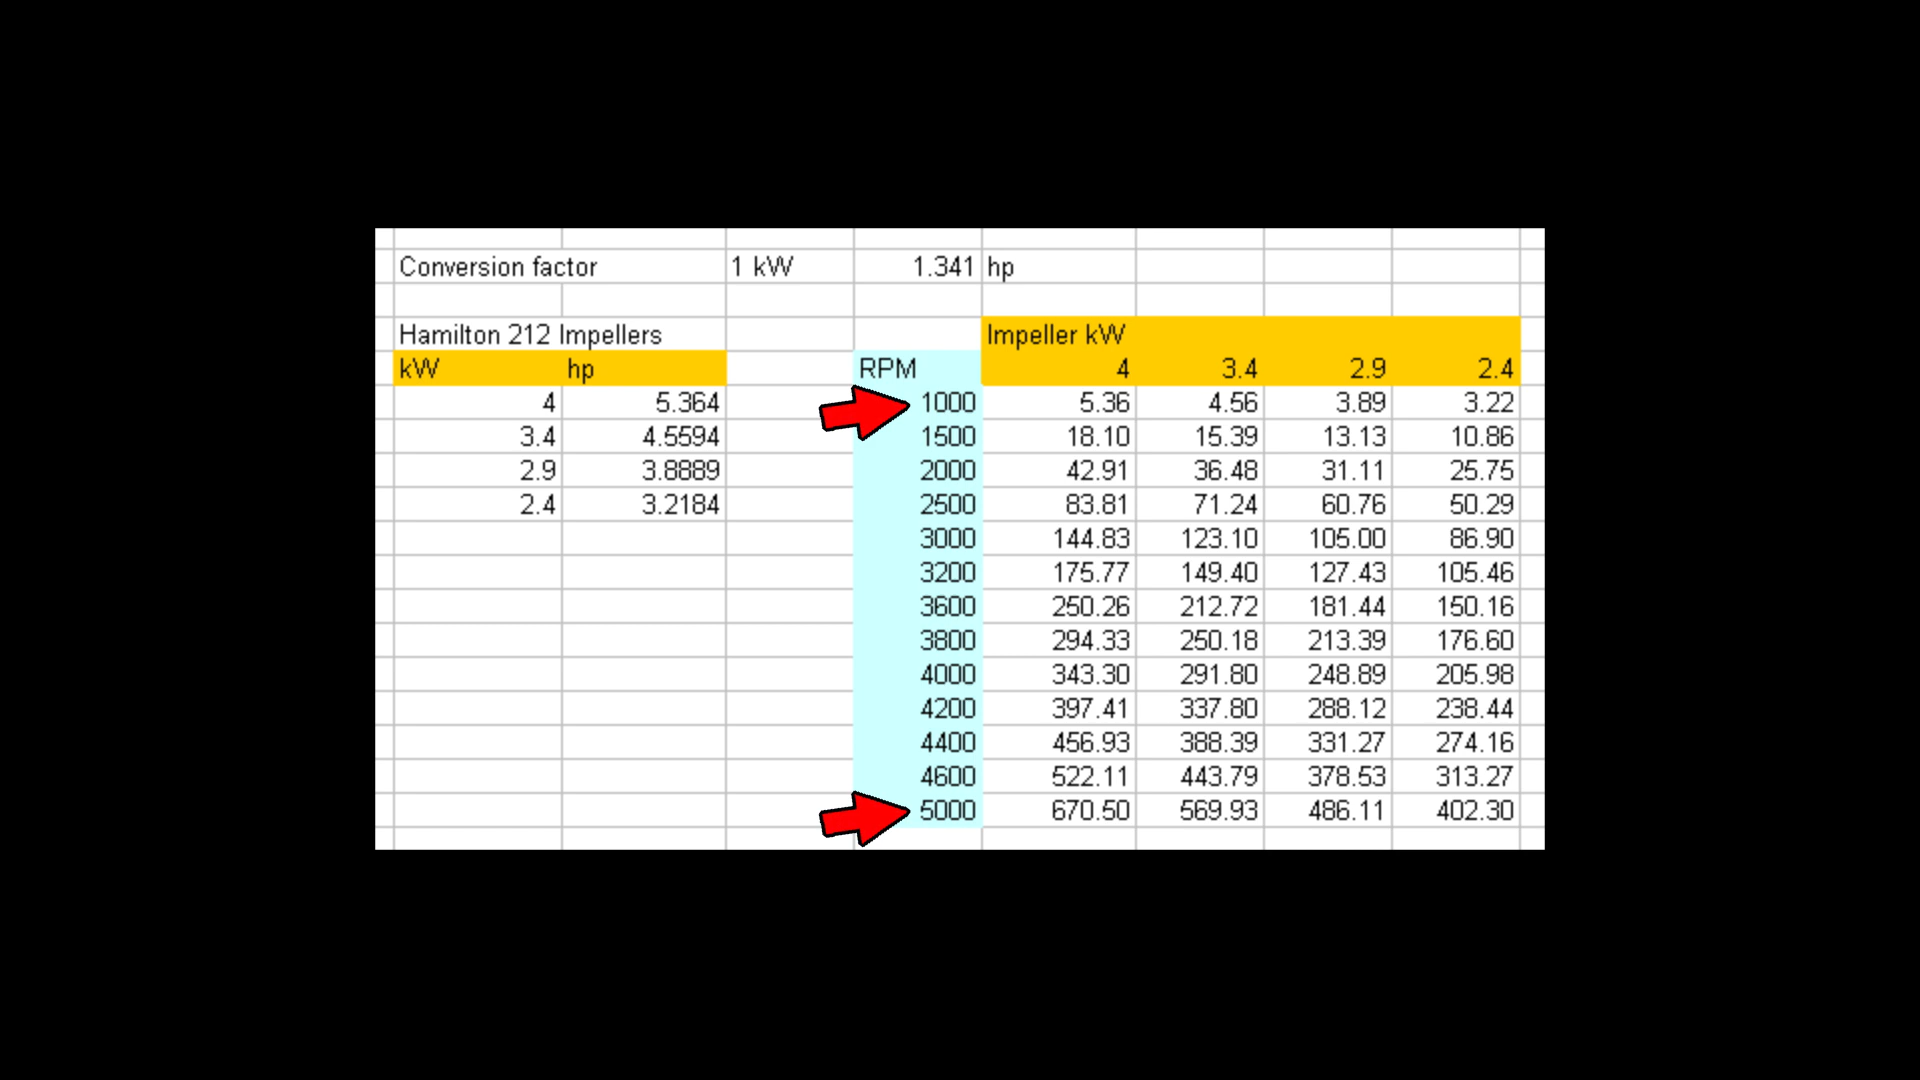 Conversion factor 1 kW 1.341 hp
Hamilton 212 Impellers Impeller kW
kW hp RPM 4 3.4 2.9 2.4
4 5.364 1000 5.36 4.56 3.89 3.22
3.4 4.5594 1500 18.10 15.39 13.13 10.86
2.9 3.8889 2000 42.91 36.48 31.11 25.75
2.4 3.2184 2500 83.81 71.24 60.76 50.29
3000 144.83 123.10 105.00 86.90
3200 175.77 149.40 127.43 105.46
3600 250.26 212.72 181.44 150.16
3800 294.33 250.18 213.39 176.60
4000 343.30 291.80 248.89 205.98
4200 397.41 337.80 288.12 238.44
4400 456.93 388.39 331.27 274.16
4600 522.11 443.79 378.53 313.27
5000 670.50 569.93 486.11 402.30